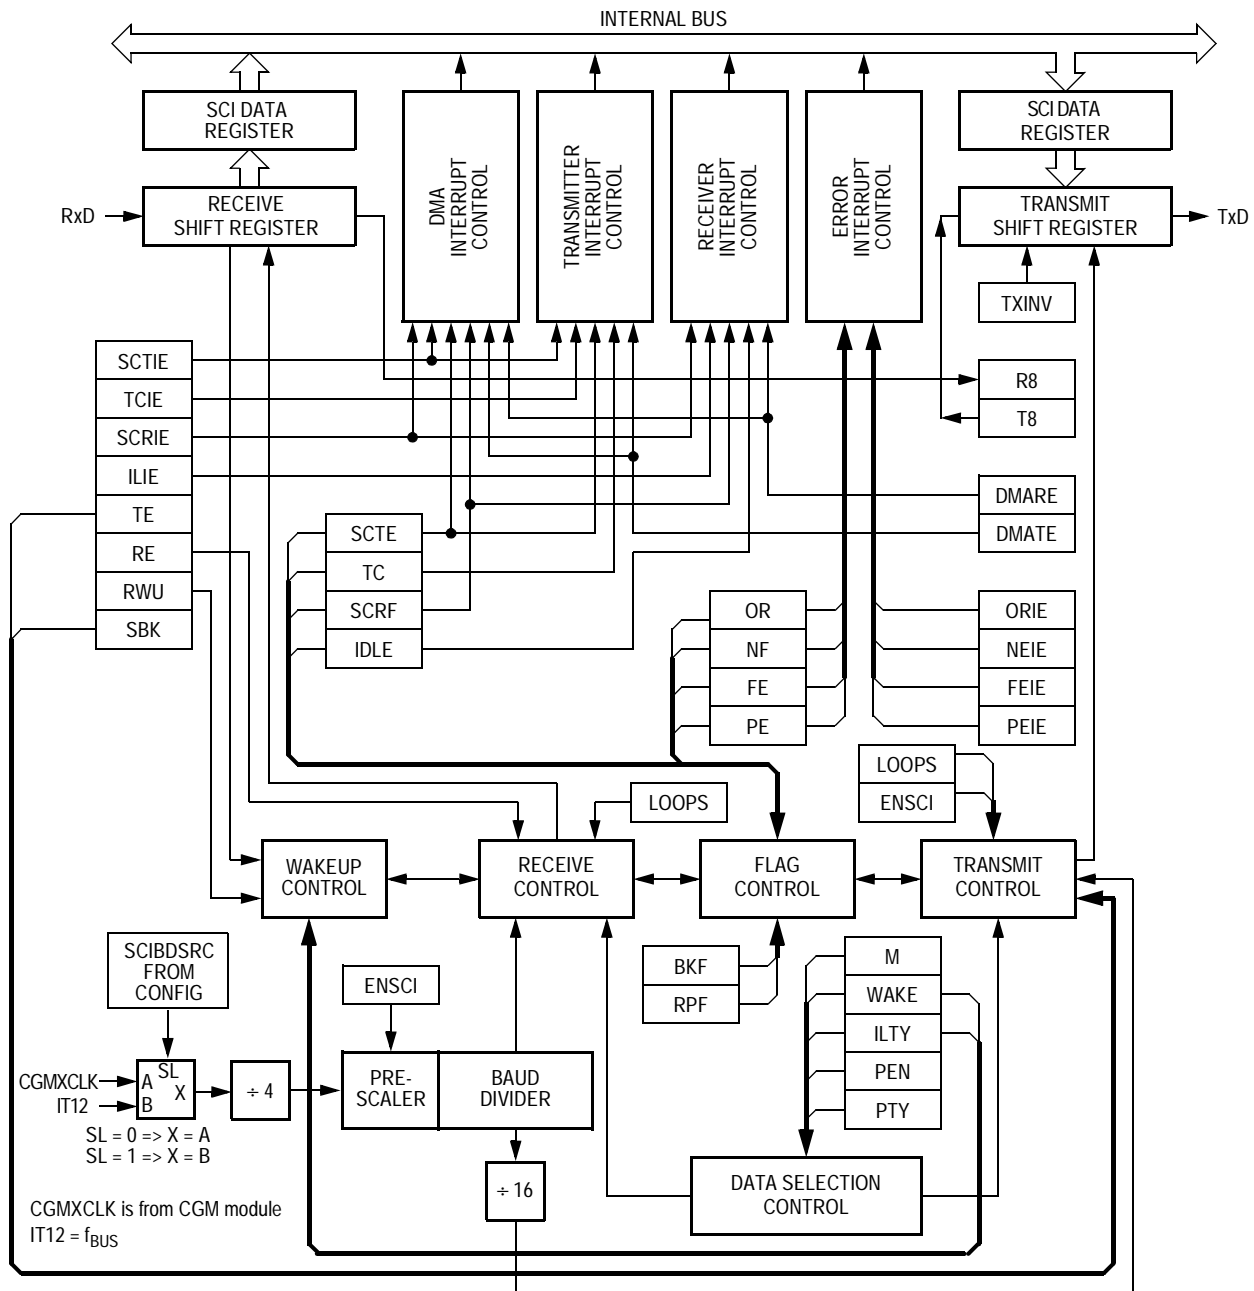 INTERNAL BUS
SCI DATA
REGISTER
DMA
INTERRUPT
CONTROL
TRANSMITTER
INTERRUPT
CONTROL
RECEIVER
INTERRUPT
CONTROL
ERROR
INTERRUPT
CONTROL
SCI DATA
REGISTER
RxD
RECEIVE
SHIFT REGISTER
TRANSMIT
SHIFT REGISTER
TxD
TXINV
SCTIE
TCIE
SCRIE
ILIE
TE
RE
RWU
SBK
R8
T8
DMARE
DMATE
SCTE
TC
SCRF
IDLE
OR
NF
FE
PE
ORIE
NEIE
FEIE
PEIE
LOOPS
ENSCI
LOOPS
WAKEUP
CONTROL
RECEIVE
CONTROL
FLAG
CONTROL
TRANSMIT
CONTROL
SCIBDSRC
FROM
CONFIG
ENSCI
BKF
RPF
M
WAKE
ILTY
PEN
PTY
CGMXCLK
IT12
SL
A
X
B
÷ 4
PRE-
SCALER
BAUD
DIVIDER
SL = 0 => X = A
SL = 1 => X = B
÷ 16
DATA SELECTION
CONTROL
CGMXCLK is from CGM module
IT12 = fBUS